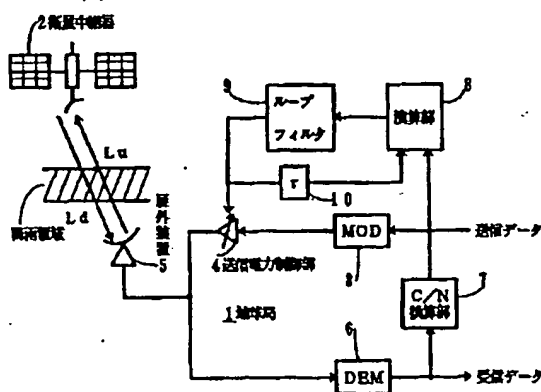 2衛星中継器
9
ループ
フィルタ
演算部
8
Lu
Ld
降雨領域
屋外装置
5
τ
10
4送信電力制御部
MOD
3
送信データ
1地球局
C/N
演算部
7
6
DEM
受信データ